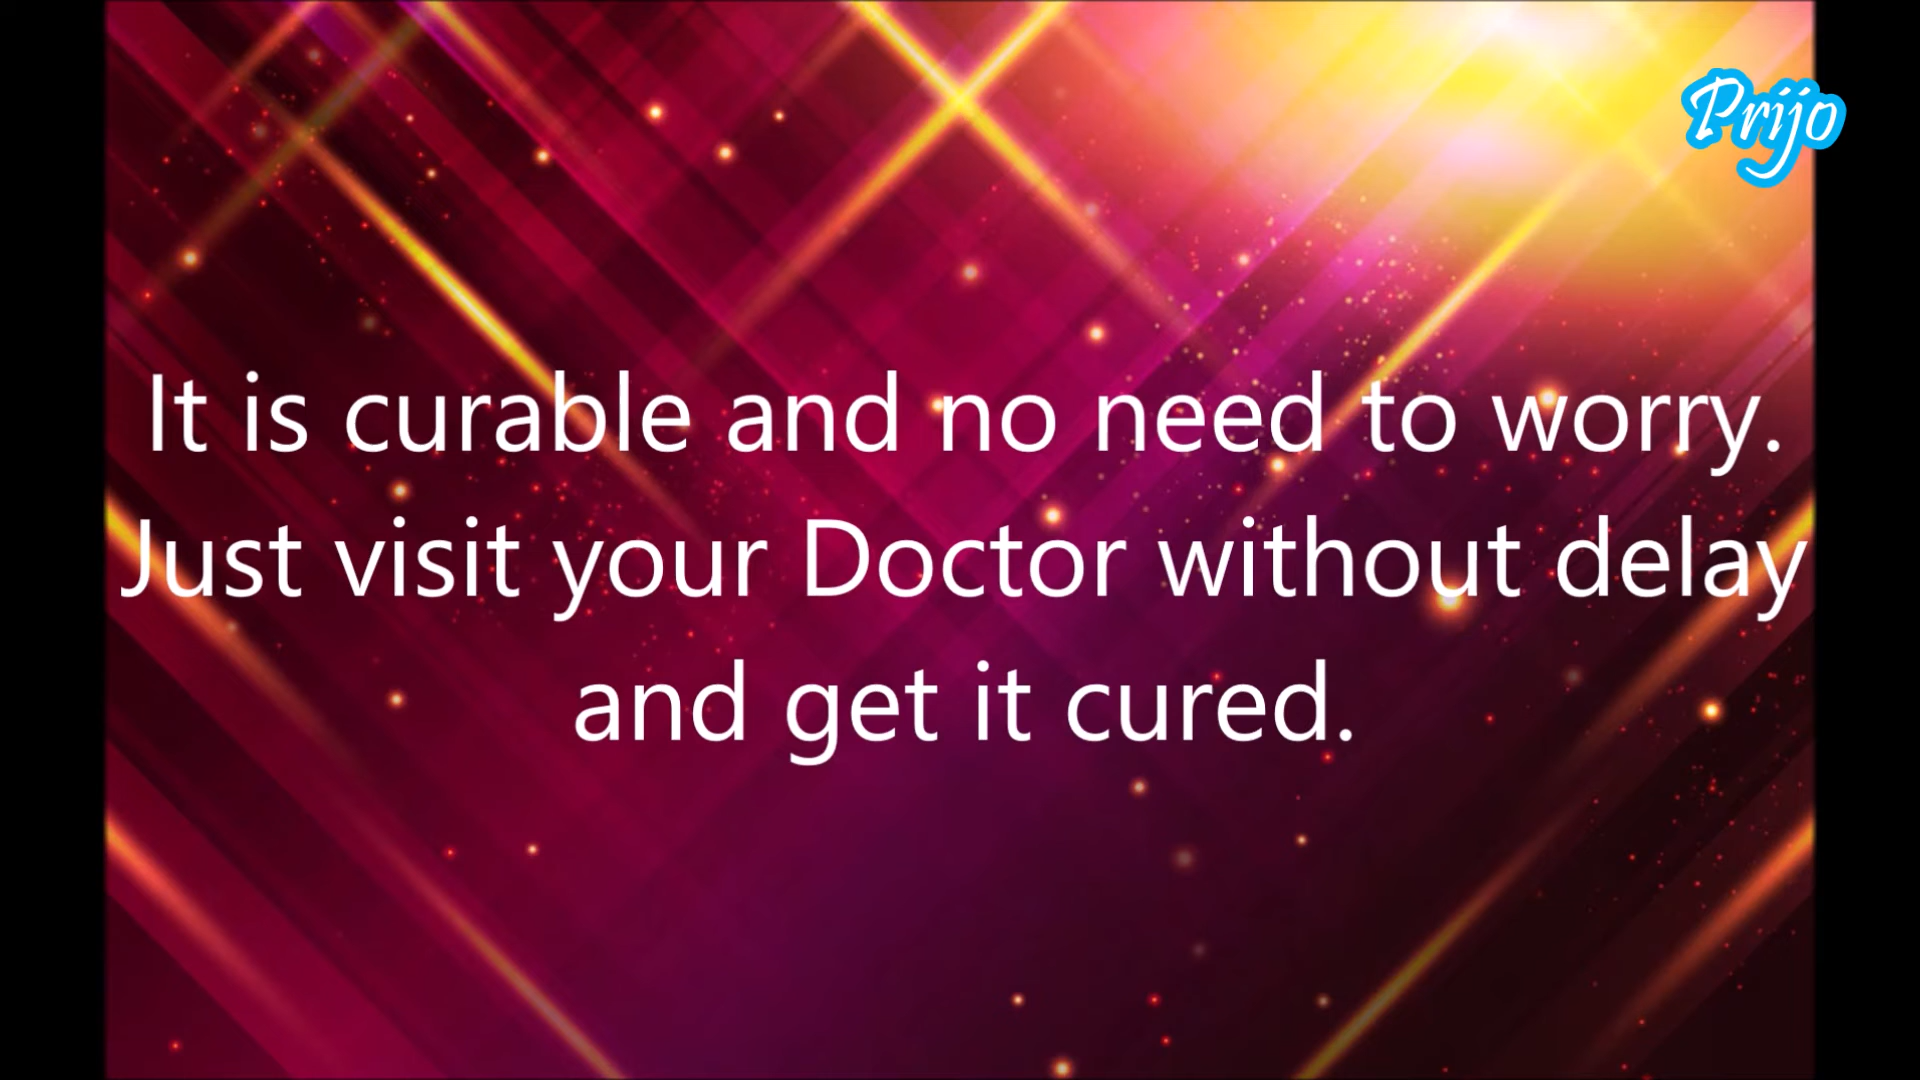 Prijo
It is curable and no need to worry.
Just visit your Doctor without delay
and get it cured.